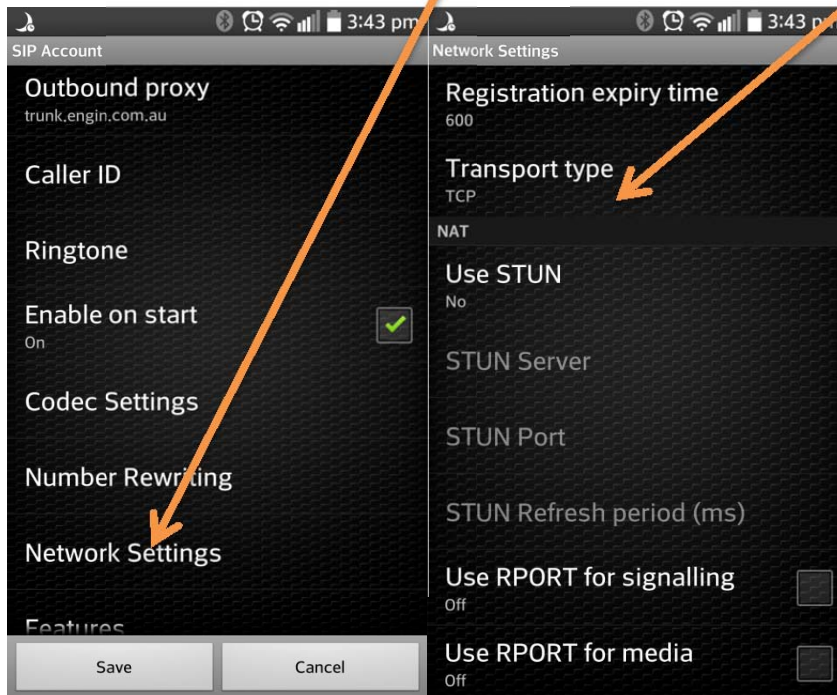 3:43 pm
SIP Account
Outbound proxy
trunk.engin.com.au
Caller ID
Ringtone
Enable on start
On
Codec Settings
Number Rewriting
Network Settings
Features
Save
Cancel
3:43 pm
Network Settings
Registration expiry time
600
Transport type
TCP
NAT
Use STUN
No
STUN Server
STUN Port
STUN Refresh period (ms)
Use RPORT for signalling
Off
Use RPORT for media
Off